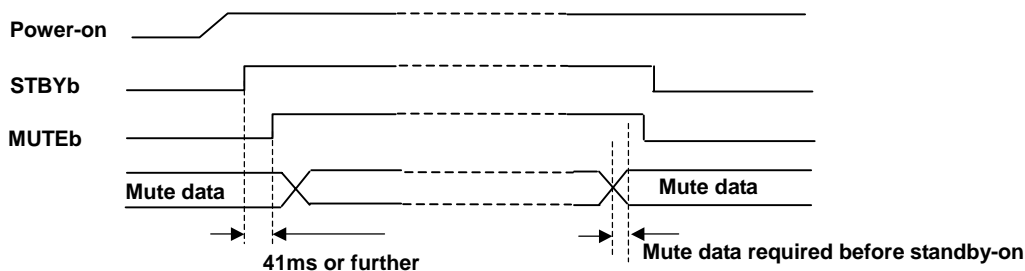 Power-on
STBYb
MUTEb
Mute data
Mute data
41ms or further
Mute data required before standby-on